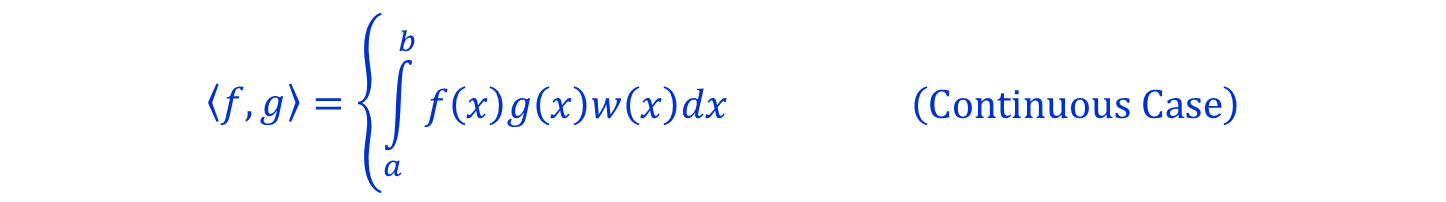 ⟨f, g⟩ = { ∫_a^b f(x)g(x)w(x)dx (Continuous Case)